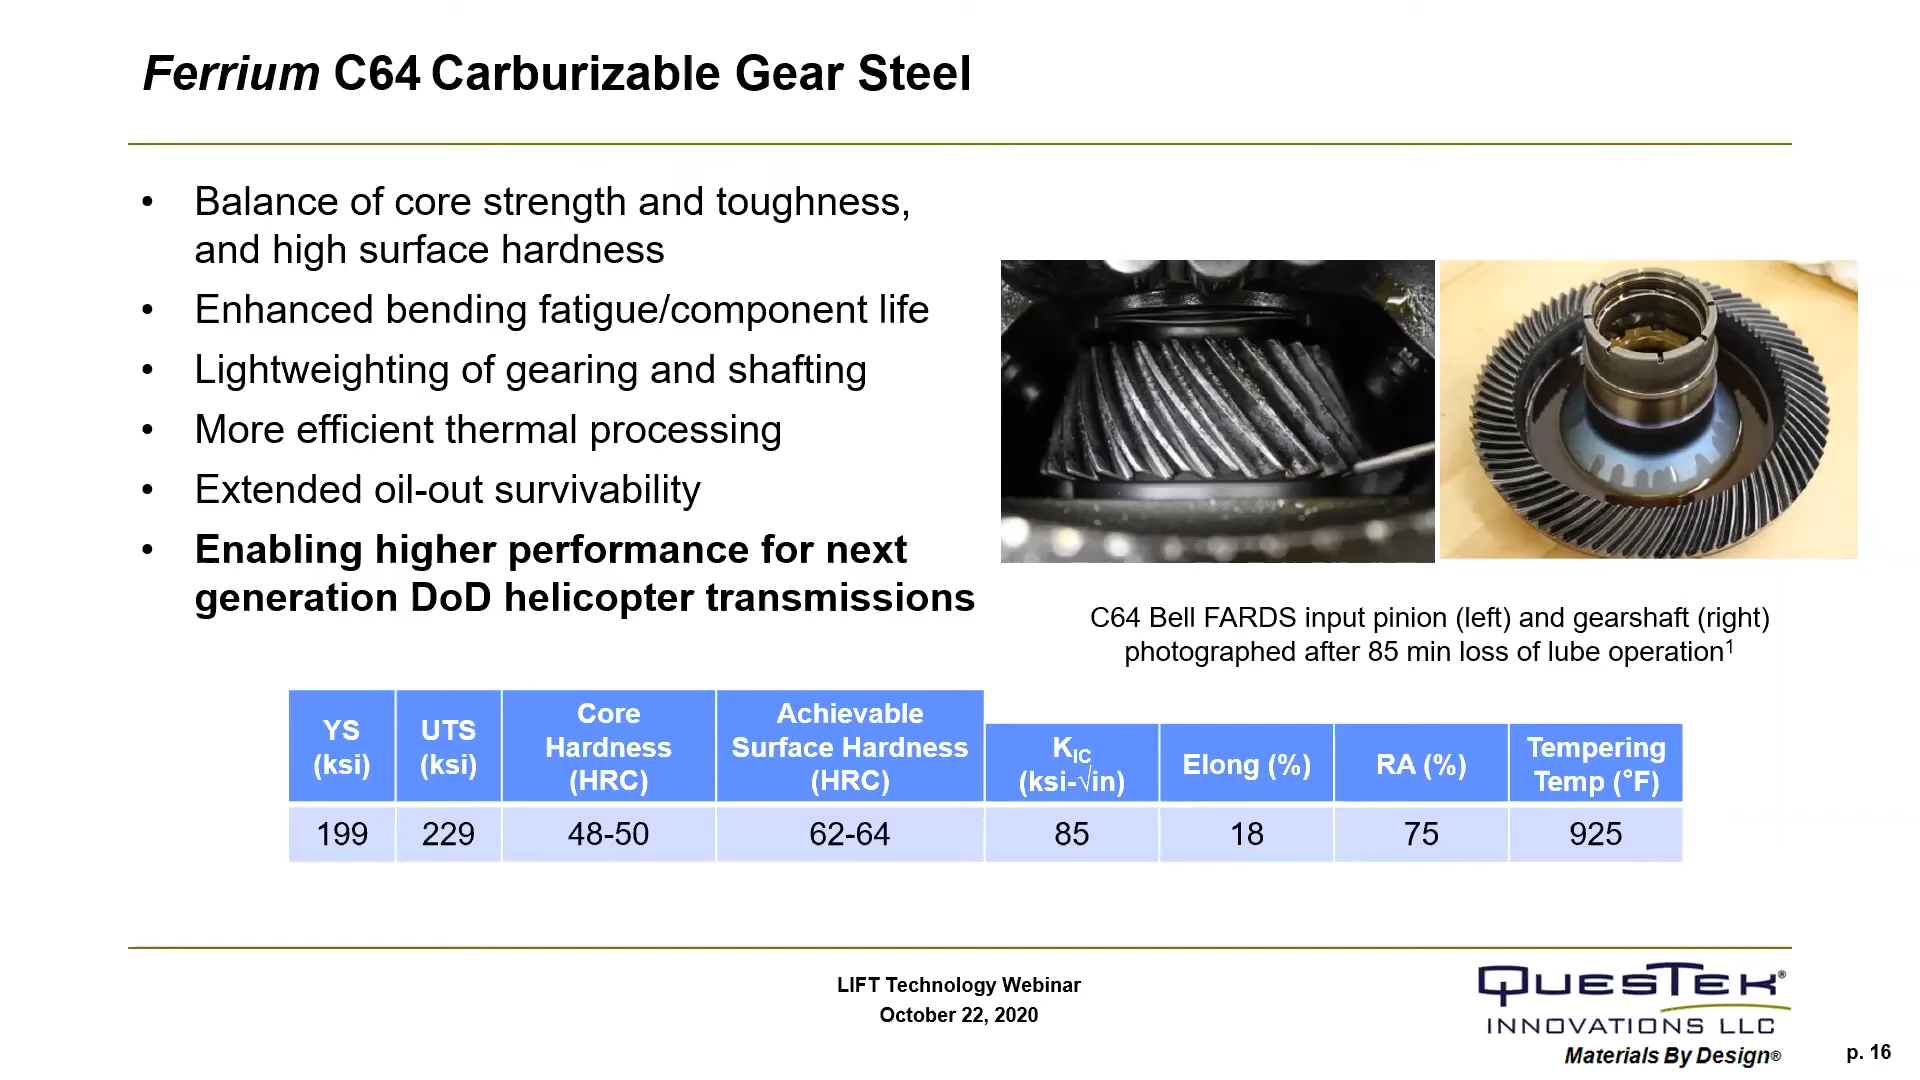 Ferrium C64 Carburizable Gear Steel
• Balance of core strength and toughness,
and high surface hardness
• Enhanced bending fatigue/component life
• Lightweighting of gearing and shafting
• More efficient thermal processing
• Extended oil-out survivability
• Enabling higher performance for next
generation DoD helicopter transmissions
C64 Bell FARDS input pinion (left) and gearshaft (right)
photographed after 85 min loss of lube operation¹
YS (ksi) UTS (ksi) Core Hardness (HRC) Achievable Surface Hardness (HRC) KIC (ksi-√in) Elong (%) RA (%) Tempering Temp (°F)
199 229 48-50 62-64 85 18 75 925
LIFT Technology Webinar
October 22, 2020
QUESTEK®
INNOVATIONS LLC
Materials By Design®
p. 16